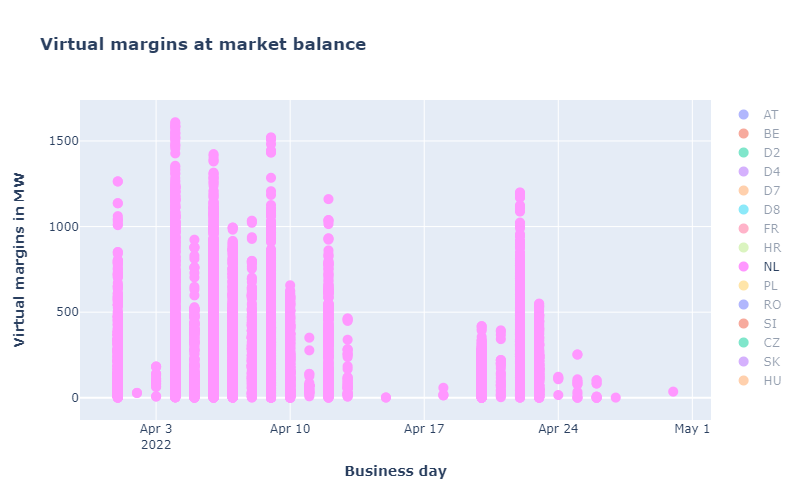 Virtual margins at market balance
Virtual margins in MW
1500
1000
500
0
Apr 3
2022
Apr 10
Apr 17
Apr 24
May 1
Business day
AT
BE
D2
D4
D7
D8
FR
HR
NL
PL
RO
SI
CZ
SK
HU